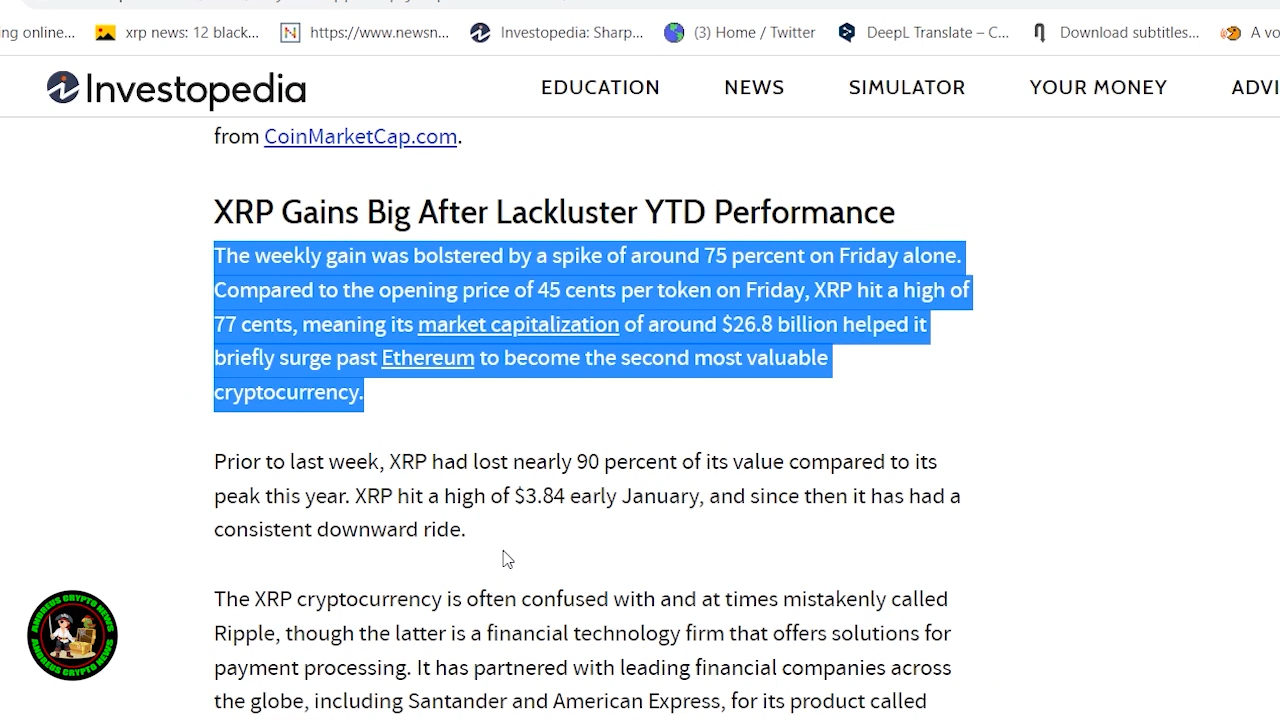 ng online...
xrp news: 12 black...
https://www.newsn...
Investopedia: Sharp...
(3) Home / Twitter
DeepL Translate – C...
Download subtitles...
A vo
Investopedia
EDUCATION
NEWS
SIMULATOR
YOUR MONEY
ADVI
from CoinMarketCap.com.
XRP Gains Big After Lackluster YTD Performance
The weekly gain was bolstered by a spike of around 75 percent on Friday alone.
Compared to the opening price of 45 cents per token on Friday, XRP hit a high of
77 cents, meaning its market capitalization of around $26.8 billion helped it
briefly surge past Ethereum to become the second most valuable
cryptocurrency.
Prior to last week, XRP had lost nearly 90 percent of its value compared to its
peak this year. XRP hit a high of $3.84 early January, and since then it has had a
consistent downward ride.
The XRP cryptocurrency is often confused with and at times mistakenly called
Ripple, though the latter is a financial technology firm that offers solutions for
payment processing. It has partnered with leading financial companies across
the globe, including Santander and American Express, for its product called
ANDREUS CRYPTO NEWS
ANDREUS CRYPTO NEWS